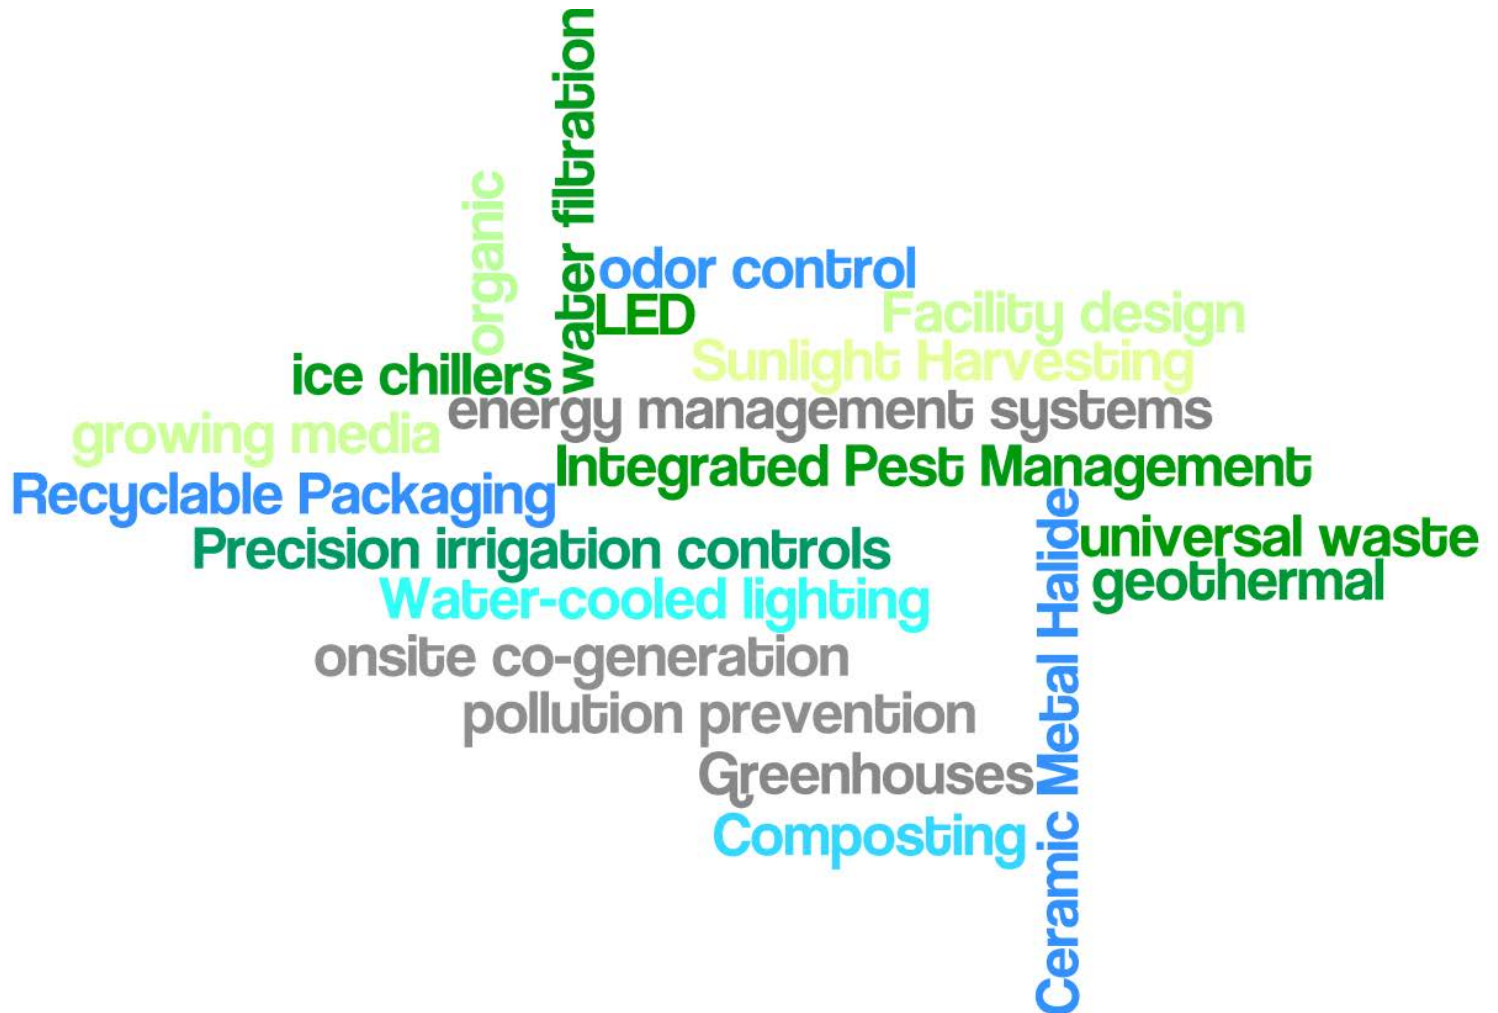 water filtration
organic
odor control
LED
Facility design
Sunlight Harvesting
ice chillers
energy management systems
growing media
Integrated Pest Management
Recyclable Packaging
Precision irrigation controls
universal waste
geothermal
Water-cooled lighting
onsite co-generation
pollution prevention
Greenhouses
Composting
Ceramic Metal Halide